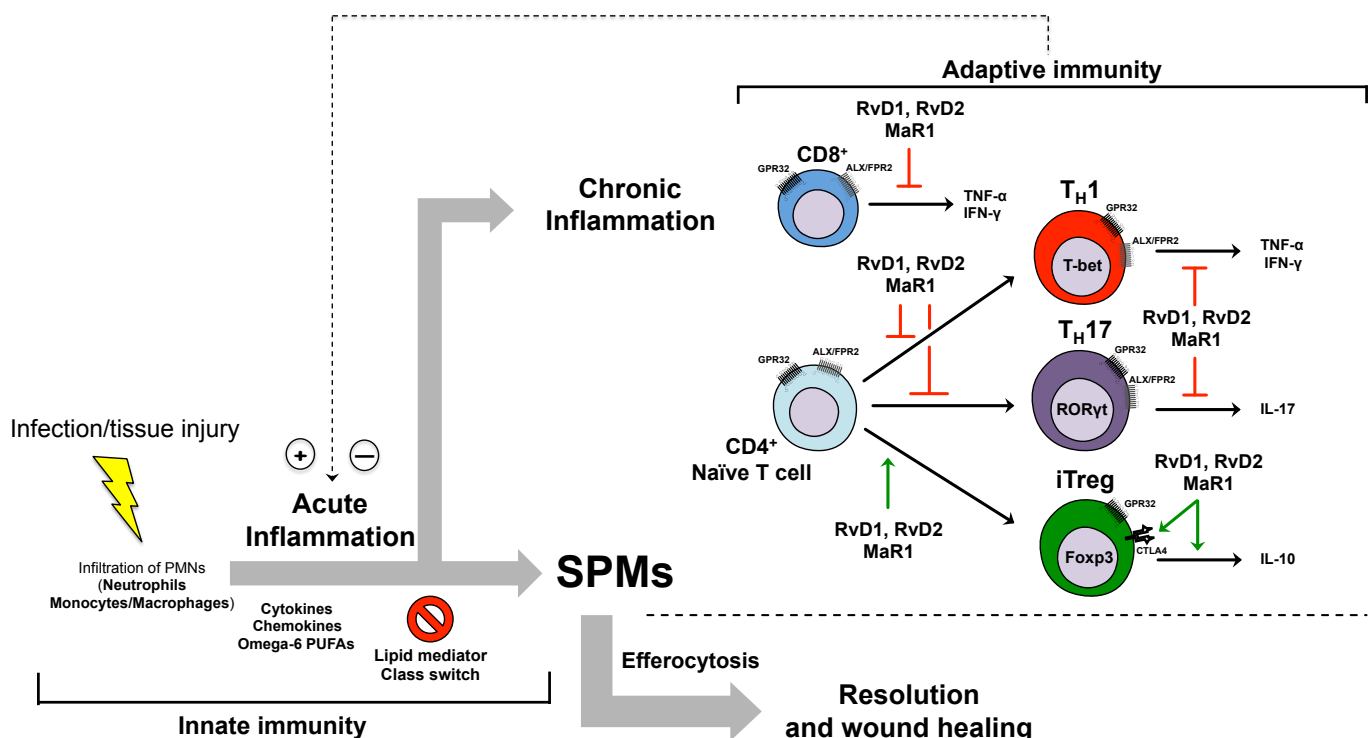 Adaptive immunity
RvD1, RvD2
MaR1
CD8+
GPR32
ALX/FPR2
TNF-α
IFN-γ
Chronic
Inflammation
TH1
GPR32
ALX/FPR2
T-bet
TNF-α
IFN-γ
RvD1, RvD2
MaR1
RvD1, RvD2
MaR1
TH17
GPR32
ALX/FPR2
RORγt
IL-17
GPR32
ALX/FPR2
CD4+
Naïve T cell
RvD1, RvD2
MaR1
iTreg
GPR32
CTLA4
Foxp3
IL-10
RvD1, RvD2
MaR1
Infection/tissue injury
+
−
Acute
Inflammation
Infiltration of PMNs
(Neutrophils
Monocytes/Macrophages)
Cytokines
Chemokines
Omega-6 PUFAs
Lipid mediator
Class switch
SPMs
Innate immunity
Efferocytosis
Resolution
and wound healing